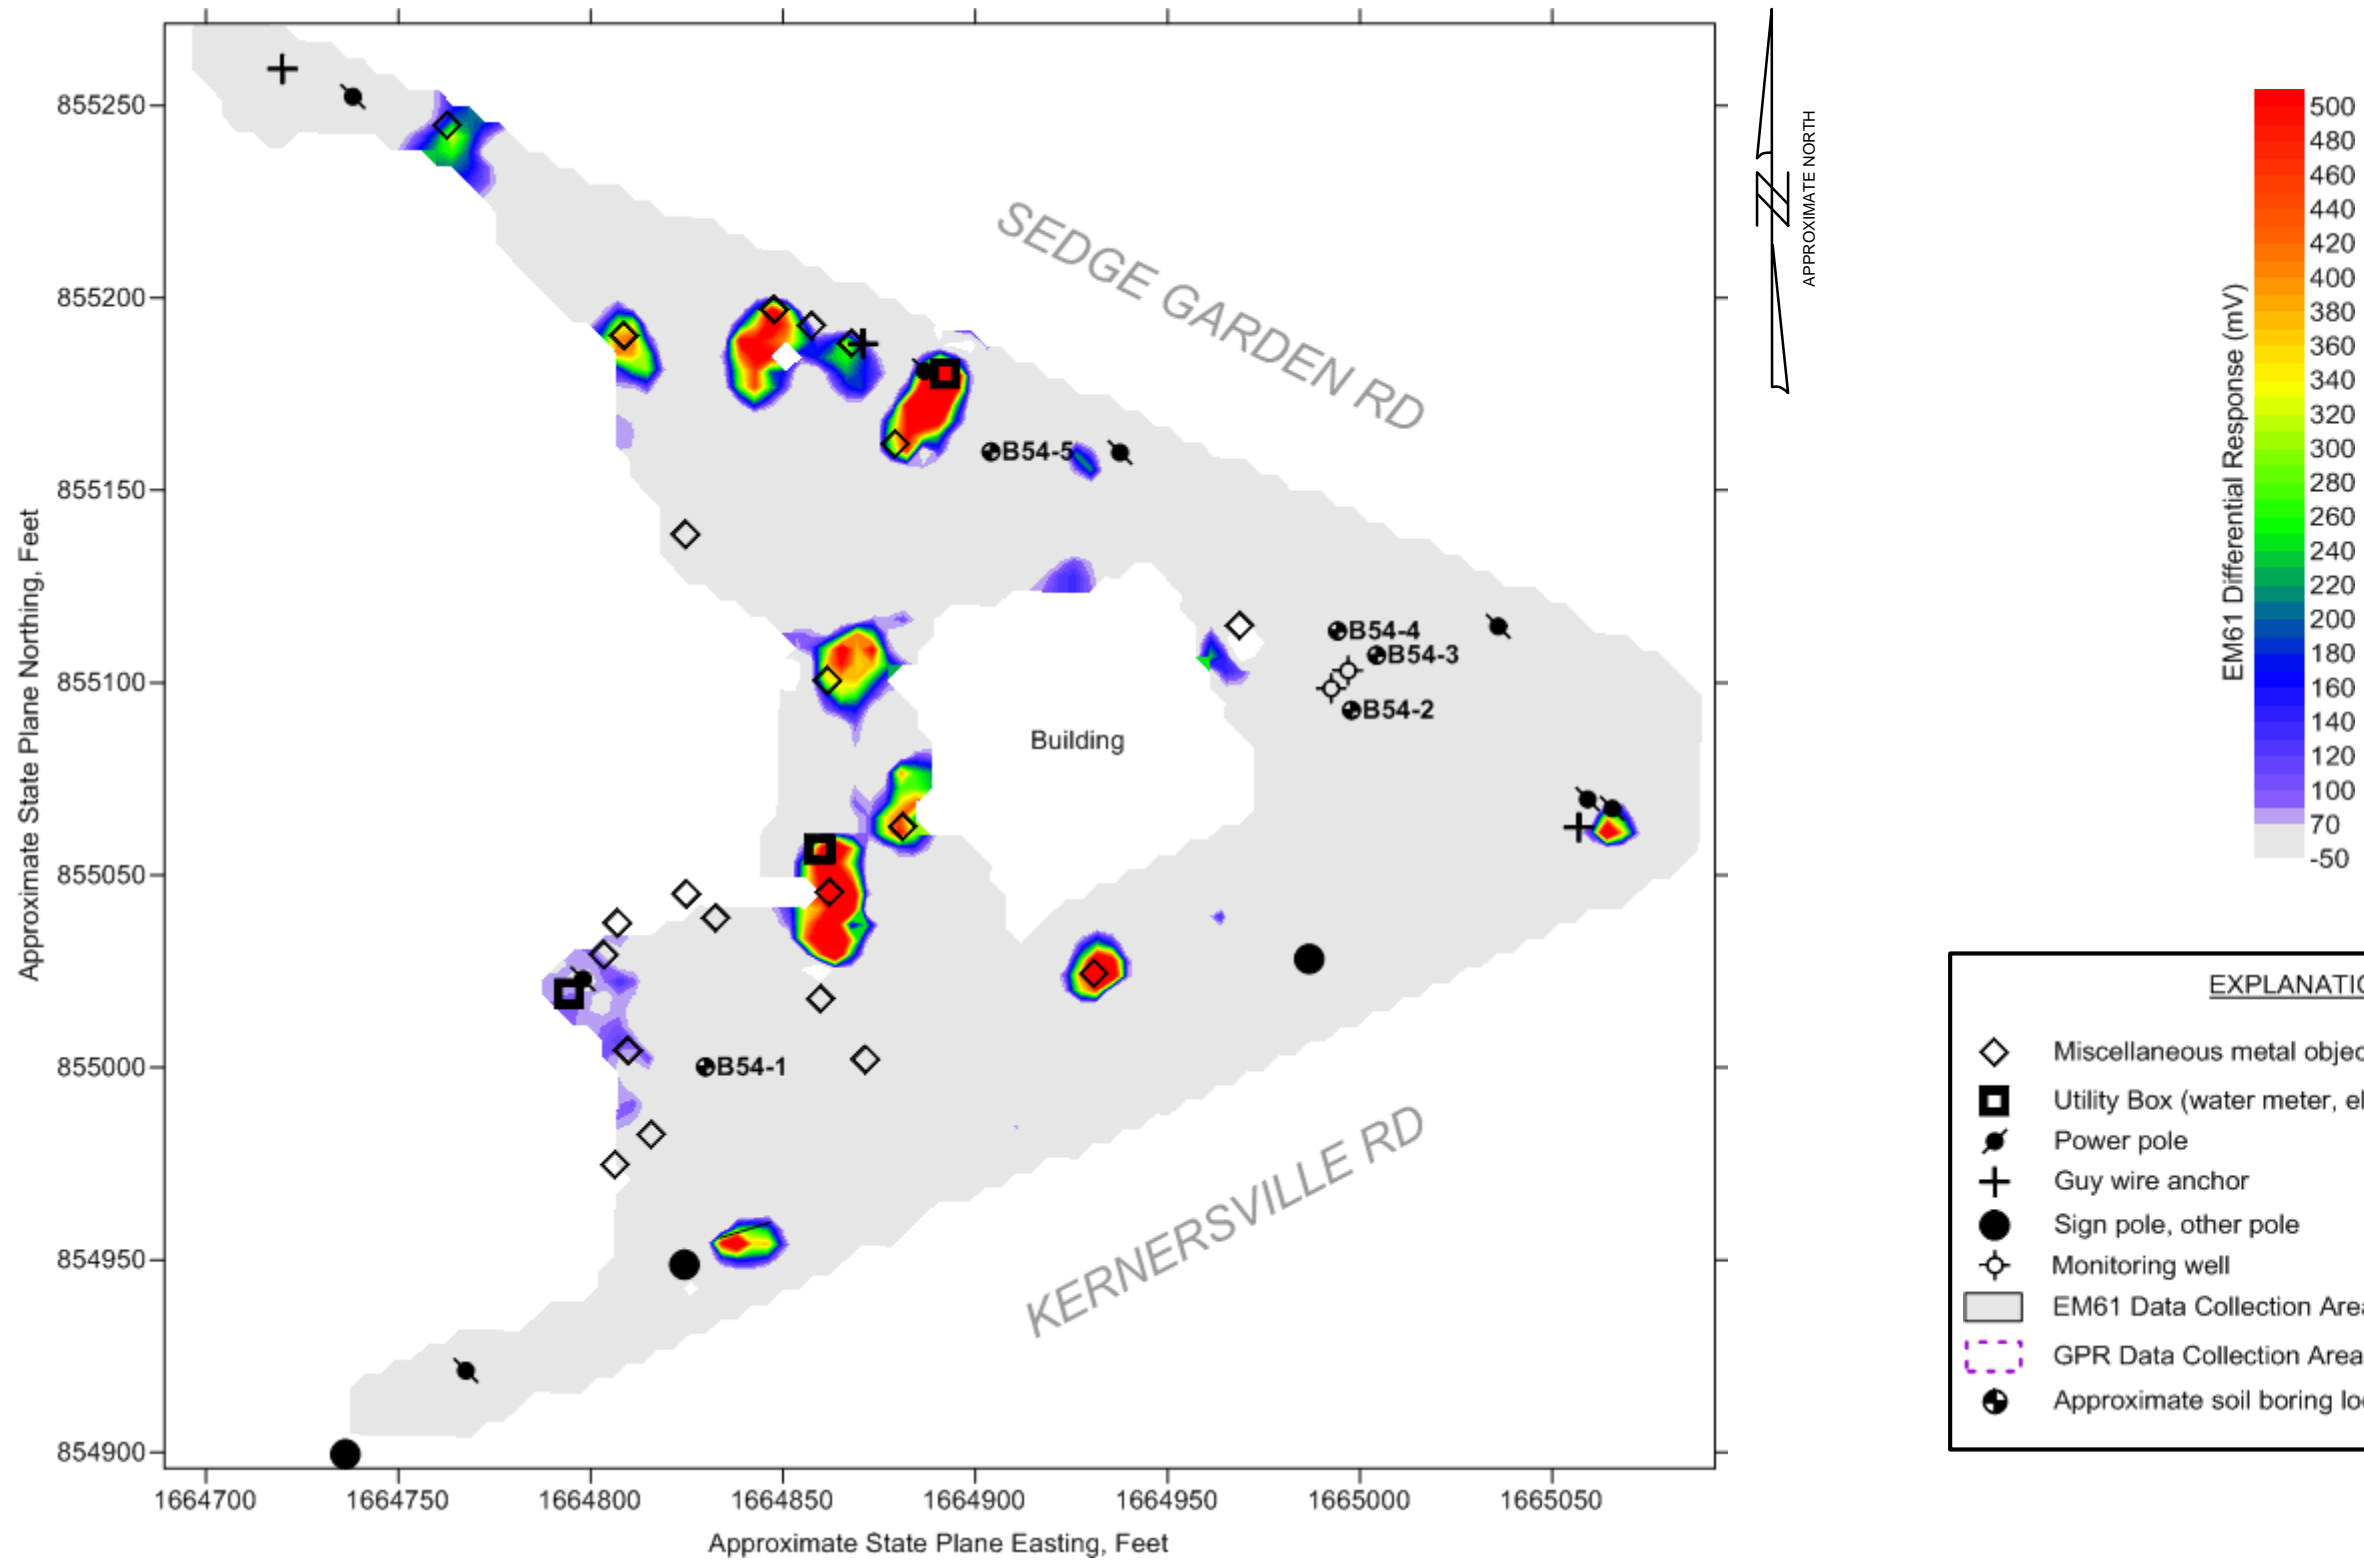 855250
855200
855150
855100
855050
855000
854950
854900
Approximate State Plane Northing, Feet
1664700
1664750
1664800
1664850
1664900
1664950
1665000
1665050
Approximate State Plane Easting, Feet
SEDGE GARDEN RD
B54-5
B54-4
B54-3
B54-2
Building
B54-1
KERNERSVILLE RD
N
APPROXIMATE NORTH
EM61 Differential Response (mV)
500
480
460
440
420
400
380
360
340
320
300
280
260
240
220
200
180
160
140
120
100
70
-50
EXPLANATIO
Miscellaneous metal objec
Utility Box (water meter, el
Power pole
Guy wire anchor
Sign pole, other pole
Monitoring well
EM61 Data Collection Area
GPR Data Collection Area
Approximate soil boring lo